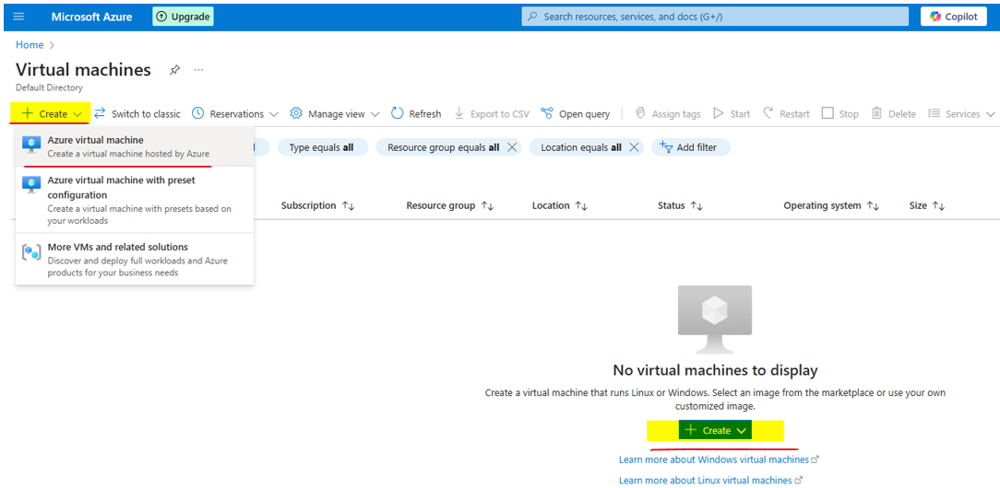 Microsoft Azure
Upgrade
Search resources, services, and docs (G+/)
Copilot
Home
Virtual machines
Default Directory
Create
Switch to classic
Reservations
Manage view
Refresh
Export to CSV
Open query
Assign tags
Start
Restart
Stop
Delete
Services
Type equals all
Resource group equals all
Location equals all
Add filter
Azure virtual machine
Create a virtual machine hosted by Azure
Azure virtual machine with preset
configuration
Create a virtual machine with presets based on
your workloads
More VMs and related solutions
Discover and deploy full workloads and Azure
products for your business needs
Subscription
Resource group
Location
Status
Operating system
Size
No virtual machines to display
Create a virtual machine that runs Linux or Windows. Select an image from the marketplace or use your own
customized image.
Create
Learn more about Windows virtual machines
Learn more about Linux virtual machines